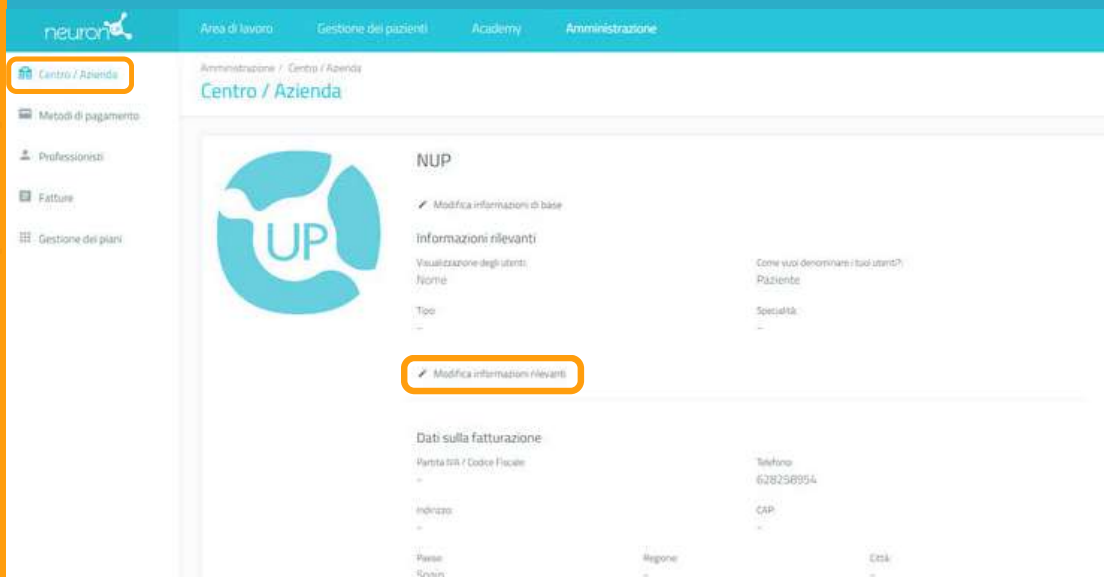 neuronUP
Area di lavoro Gestione dei pazienti Academy Amministrazione
Centro / Azienda
Metodi di pagamento
Professionisti
Fatture
Gestione dei piani
Amministrazione / Centro / Azienda
Centro / Azienda
UP
NUP
Modifica informazioni di base
Informazioni rilevanti
Visualizzazione degli utenti: Come vuoi denominare i tuoi utenti?:
Nome Paziente
Tipo: Specialità:
– –
Modifica informazioni rilevanti
Dati sulla fatturazione
Partita IVA / Codice Fiscale: Telefono:
– 628258954
Indirizzo: CAP:
– –
Paese: Regione: Città:
Spain – –